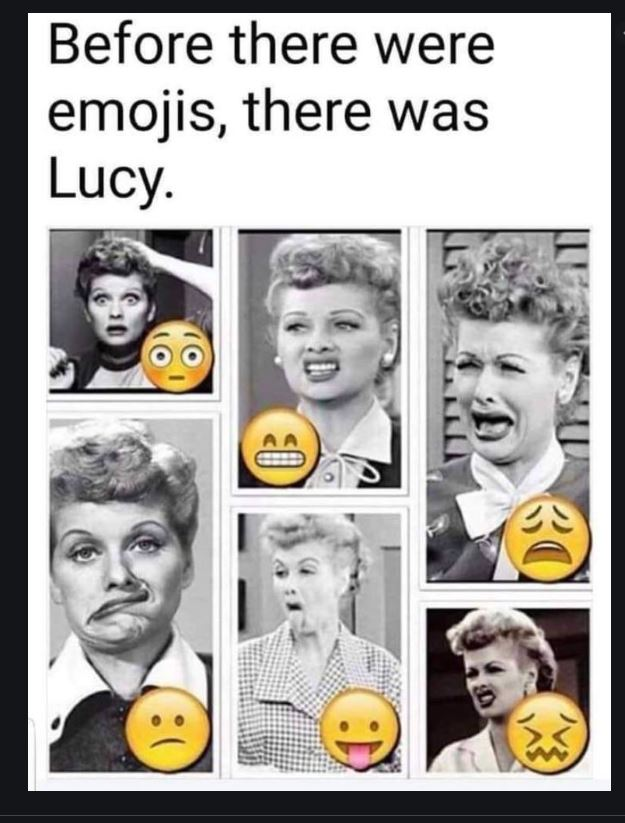 Before there were
emojis, there was
Lucy.